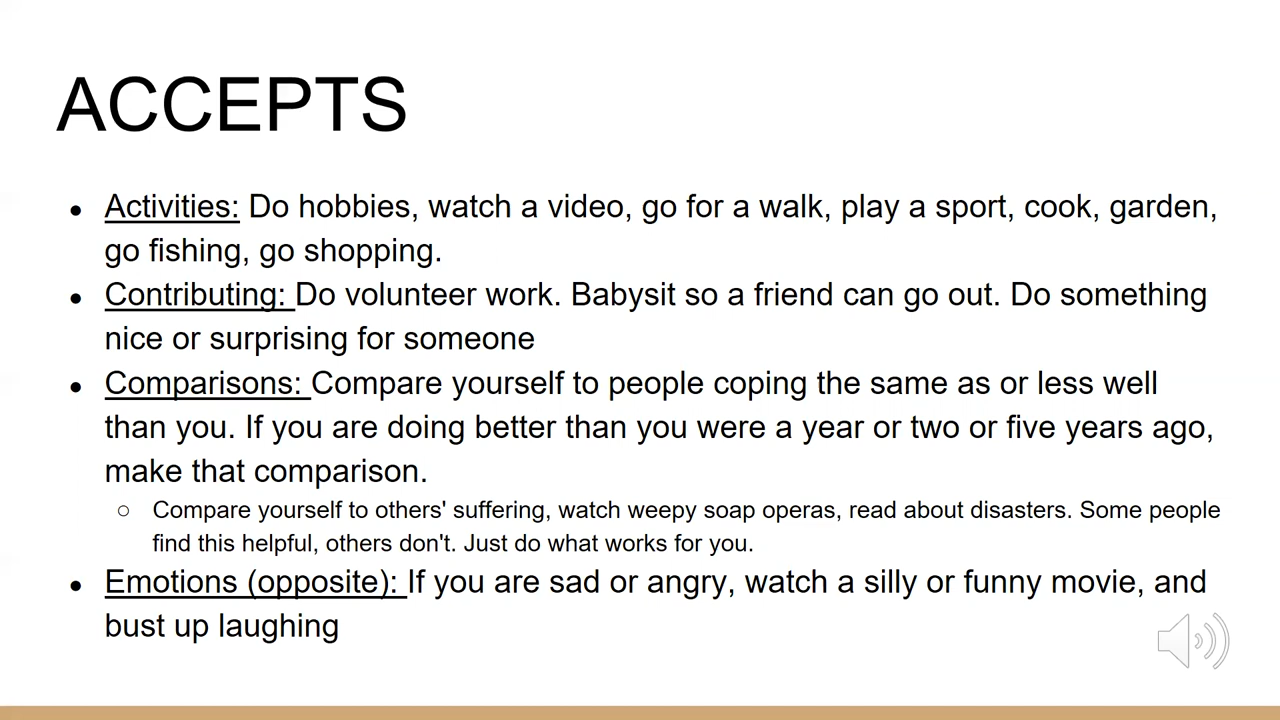 ACCEPTS
● Activities: Do hobbies, watch a video, go for a walk, play a sport, cook, garden,
go fishing, go shopping.
● Contributing: Do volunteer work. Babysit so a friend can go out. Do something
nice or surprising for someone
● Comparisons: Compare yourself to people coping the same as or less well
than you. If you are doing better than you were a year or two or five years ago,
make that comparison.
○ Compare yourself to others' suffering, watch weepy soap operas, read about disasters. Some people
find this helpful, others don't. Just do what works for you.
● Emotions (opposite): If you are sad or angry, watch a silly or funny movie, and
bust up laughing